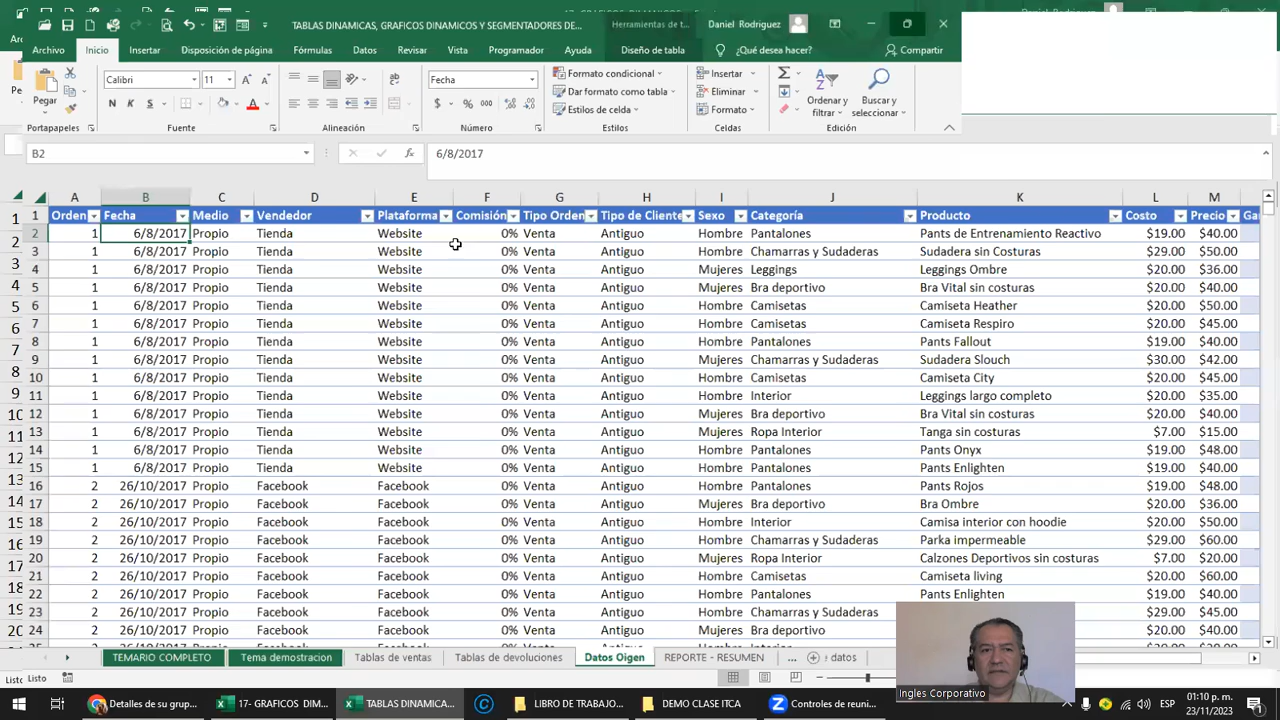 TABLAS DINAMICAS, GRAFICOS DINAMICOS Y SEGMENTADORES DE... Herramientas de t... Daniel Rodriguez
Archivo Inicio Insertar Disposición de página Fórmulas Datos Revisar Vista Programador Ayuda Diseño de tabla ¿Qué desea hacer? Compartir
Pegar Calibri 11 Fecha Formato condicional Insertar
N K S Dar formato como tabla Eliminar Ordenar y filtrar Buscar y seleccionar
$ % 000 Estilos de celda Formato
Portapapeles Fuente Alineación Número Estilos Celdas Edición
B2 6/8/2017
A B C D E F G H I J K L M
1 Orden Fecha Medio Vendedor Plataforma Comisión Tipo Orden Tipo de Cliente Sexo Categoría Producto Costo Precio
2 1 6/8/2017 Propio Tienda Website 0% Venta Antiguo Hombre Pantalones Pants de Entrenamiento Reactivo $19.00 $40.00
3 1 6/8/2017 Propio Tienda Website 0% Venta Antiguo Hombre Chamarras y Sudaderas Sudadera sin Costuras $29.00 $50.00
4 1 6/8/2017 Propio Tienda Website 0% Venta Antiguo Mujeres Leggings Leggings Ombre $20.00 $36.00
5 1 6/8/2017 Propio Tienda Website 0% Venta Antiguo Mujeres Bra deportivo Bra Vital sin costuras $20.00 $40.00
6 1 6/8/2017 Propio Tienda Website 0% Venta Antiguo Hombre Camisetas Camiseta Heather $20.00 $50.00
7 1 6/8/2017 Propio Tienda Website 0% Venta Antiguo Hombre Camisetas Camiseta Respiro $20.00 $45.00
8 1 6/8/2017 Propio Tienda Website 0% Venta Antiguo Hombre Pantalones Pants Fallout $19.00 $40.00
9 1 6/8/2017 Propio Tienda Website 0% Venta Antiguo Mujeres Chamarras y Sudaderas Sudadera Slouch $30.00 $42.00
10 1 6/8/2017 Propio Tienda Website 0% Venta Antiguo Hombre Camisetas Camiseta City $20.00 $45.00
11 1 6/8/2017 Propio Tienda Website 0% Venta Antiguo Hombre Interior Leggings largo completo $20.00 $35.00
12 1 6/8/2017 Propio Tienda Website 0% Venta Antiguo Mujeres Bra deportivo Bra Vital sin costuras $20.00 $40.00
13 1 6/8/2017 Propio Tienda Website 0% Venta Antiguo Mujeres Ropa Interior Tanga sin costuras $7.00 $15.00
14 1 6/8/2017 Propio Tienda Website 0% Venta Antiguo Hombre Pantalones Pants Onyx $19.00 $48.00
15 1 6/8/2017 Propio Tienda Website 0% Venta Antiguo Hombre Pantalones Pants Enlighten $19.00 $40.00
16 2 26/10/2017 Propio Facebook Facebook 0% Venta Antiguo Hombre Pantalones Pants Rojos $19.00 $48.00
17 2 26/10/2017 Propio Facebook Facebook 0% Venta Antiguo Mujeres Bra deportivo Bra Ombre $20.00 $36.00
18 2 26/10/2017 Propio Facebook Facebook 0% Venta Antiguo Hombre Interior Camisa interior con hoodie $20.00 $50.00
19 2 26/10/2017 Propio Facebook Facebook 0% Venta Antiguo Hombre Chamarras y Sudaderas Parka impermeable $29.00 $60.00
20 2 26/10/2017 Propio Facebook Facebook 0% Venta Antiguo Mujeres Ropa Interior Calzones Deportivos sin costuras $7.00 $20.00
21 2 26/10/2017 Propio Facebook Facebook 0% Venta Antiguo Hombre Camisetas Camiseta living $20.00 $60.00
22 2 26/10/2017 Propio Facebook Facebook 0% Venta Antiguo Hombre Pantalones Pants Enlighten $19.00 $40.00
23 2 26/10/2017 Propio Facebook Facebook 0% Venta Antiguo Hombre Chamarras y Sudaderas $29.00 $45.00
24 2 26/10/2017 Propio Facebook Facebook 0% Venta Antiguo Mujeres Bra deportivo $20.00 $40.00
TEMARIO COMPLETO Tema demostracion Tablas de ventas Tablas de devoluciones Datos Oigen REPORTE - RESUMEN ... datos
Listo
Ingles Corporativo
Detalles de su grup... 17- GRAFICOS DIM... TABLAS DINAMICA... LIBRO DE TRABAJO... DEMO CLASE ITCA Controles de reuni... ESP 01:10 p. m.
23/11/2023